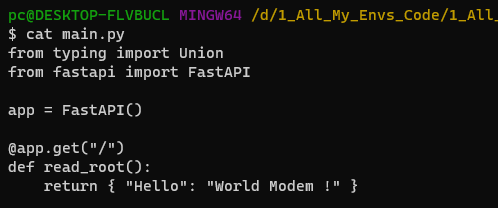 pc@DESKTOP-FLVBUCL MINGW64 /d/1_All_My_Envs_Code/1_All_
$ cat main.py
from typing import Union
from fastapi import FastAPI
app = FastAPI()
@app.get("/")
def read_root():
    return { "Hello": "World Modem !" }